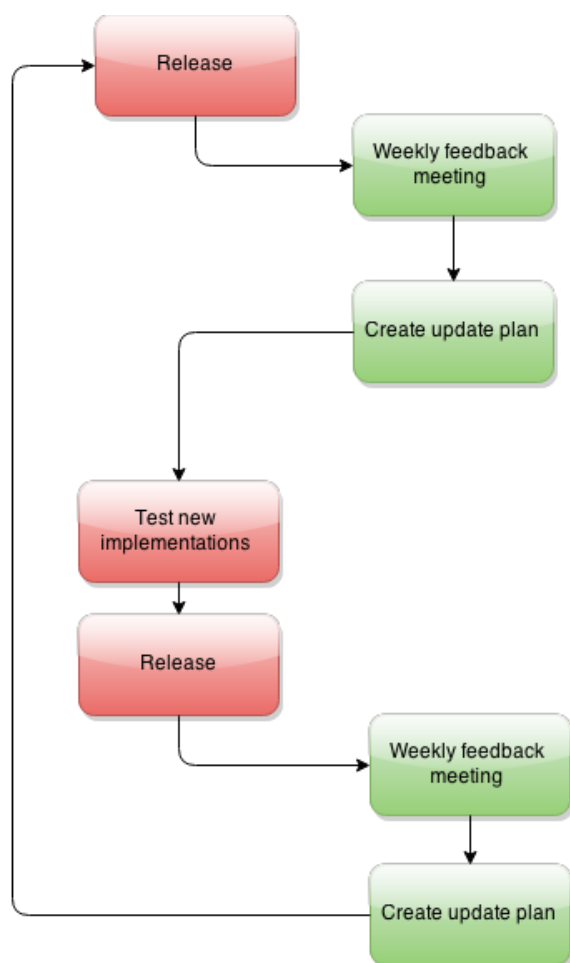 Release
Weekly feedback
meeting
Create update plan
Test new
implementations
Release
Weekly feedback
meeting
Create update plan